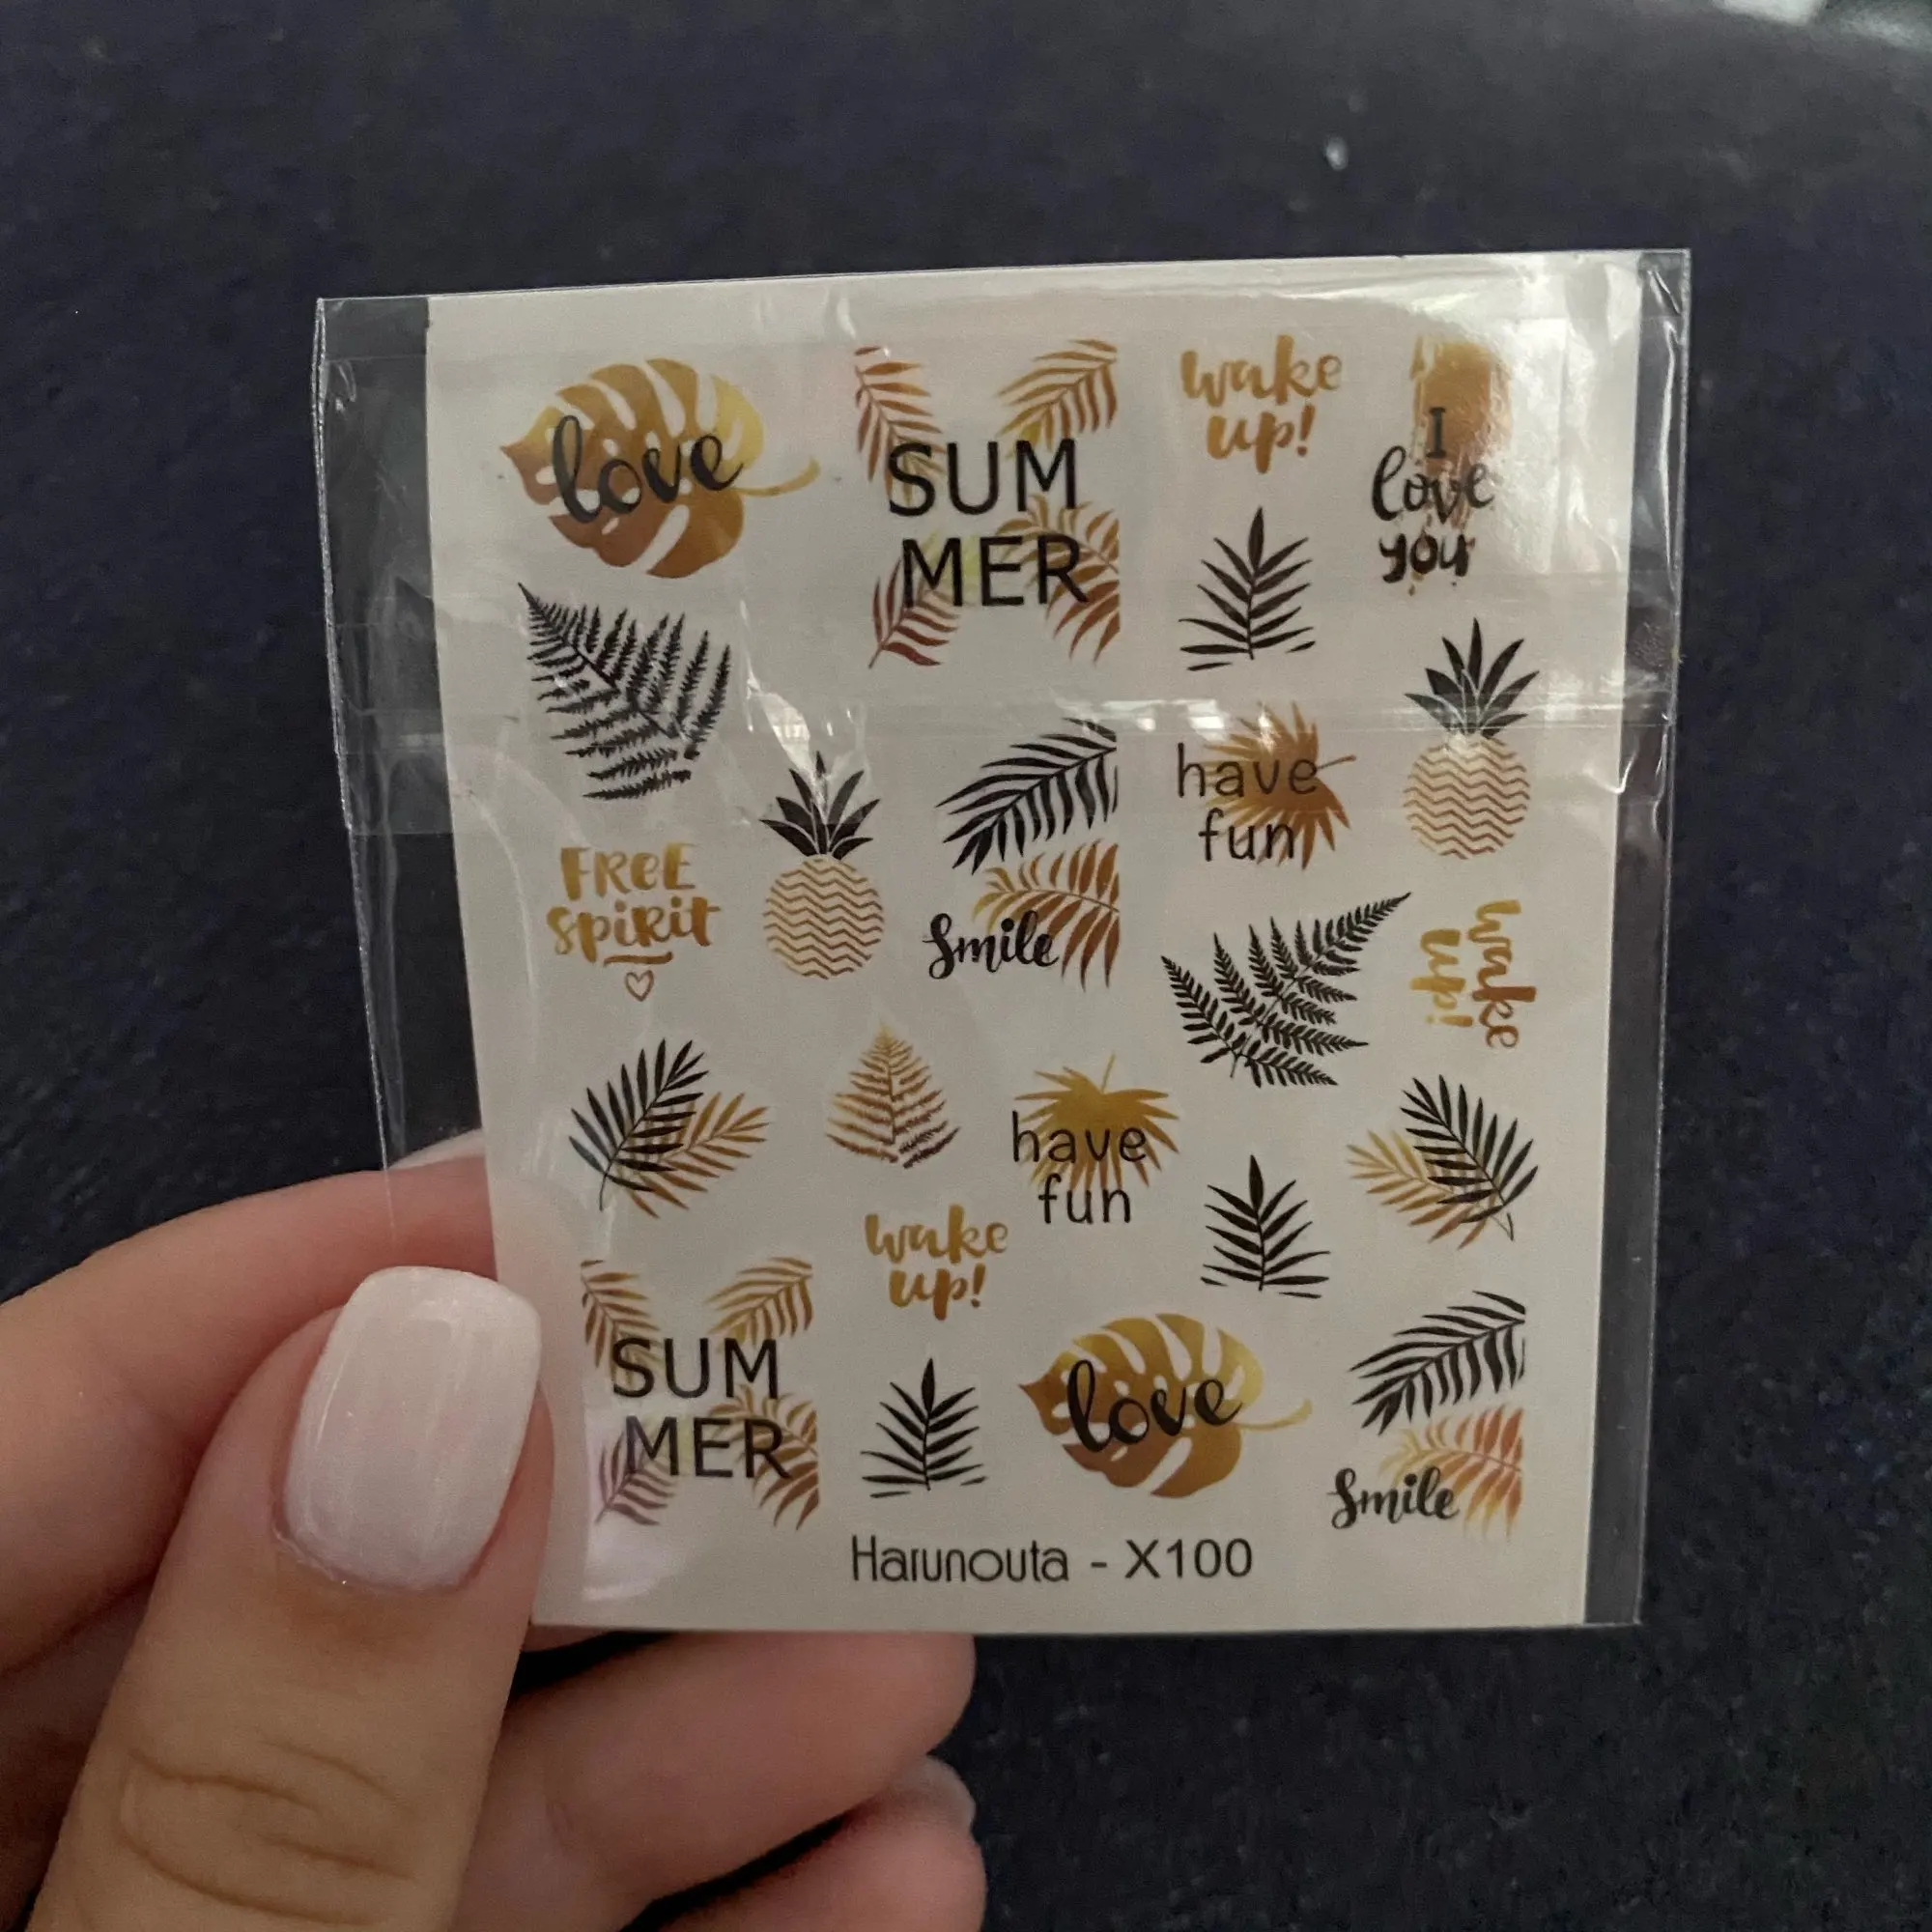 love
SUM
MER
wake
up!
I
love
you
have
fun
FREE
spirit
Smile
wake
up!
have
fun
wake
up!
SUM
MER
love
Smile
Harunouta - X100